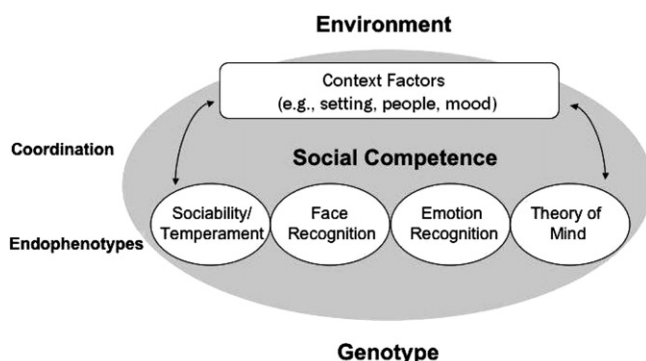 Environment
Context Factors
(e.g., setting, people, mood)
Coordination
Social Competence
Sociability/
Temperament
Face
Recognition
Emotion
Recognition
Theory of
Mind
Endophenotypes
Genotype